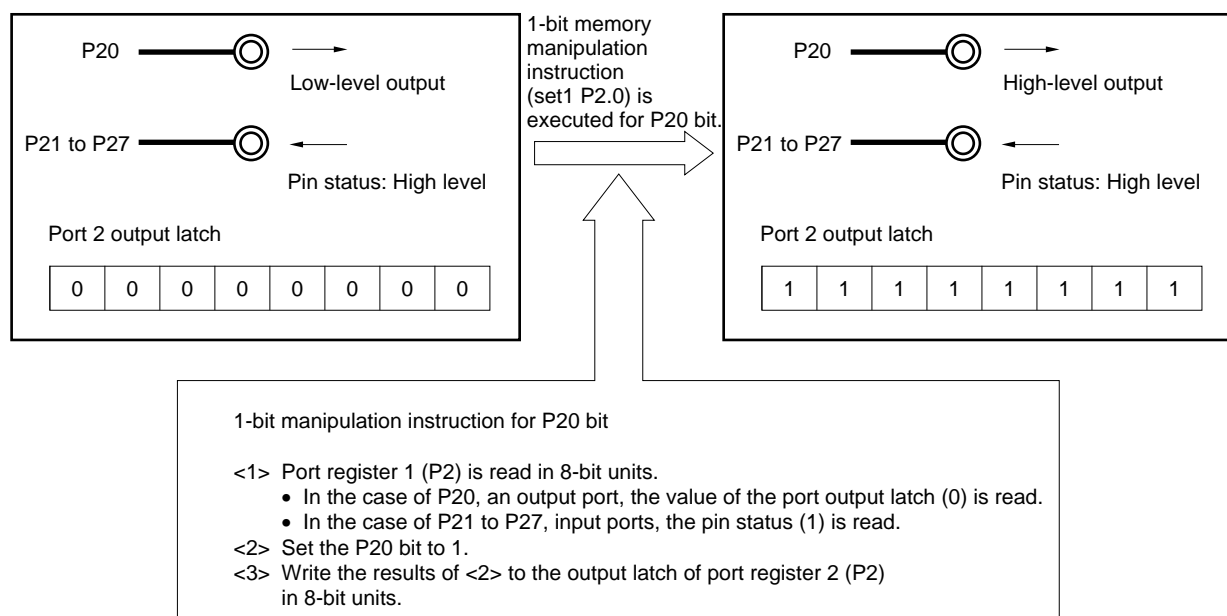 P20
Low-level output
P21 to P27
Pin status: High level
Port 2 output latch
0 0 0 0 0 0 0 0
1-bit memory
manipulation
instruction
(set1 P2.0) is
executed for P20 bit.
P20
High-level output
P21 to P27
Pin status: High level
Port 2 output latch
1 1 1 1 1 1 1 1
1-bit manipulation instruction for P20 bit
<1> Port register 1 (P2) is read in 8-bit units.
• In the case of P20, an output port, the value of the port output latch (0) is read.
• In the case of P21 to P27, input ports, the pin status (1) is read.
<2> Set the P20 bit to 1.
<3> Write the results of <2> to the output latch of port register 2 (P2)
in 8-bit units.